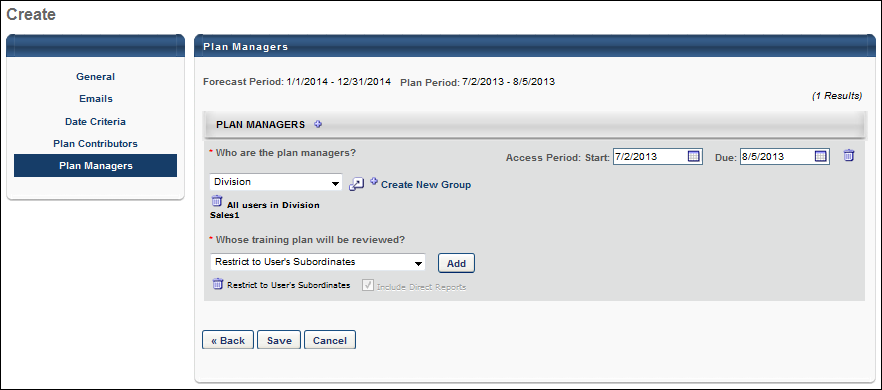 Create
General
Emails
Date Criteria
Plan Contributors
Plan Managers
Plan Managers
Forecast Period: 1/1/2014 - 12/31/2014 Plan Period: 7/2/2013 - 8/5/2013
(1 Results)
PLAN MANAGERS
* Who are the plan managers?
Access Period: Start: 7/2/2013 Due: 8/5/2013
Division Create New Group
All users in Division
Sales1
* Whose training plan will be reviewed?
Restrict to User's Subordinates Add
Restrict to User's Subordinates Include Direct Reports
« Back Save Cancel